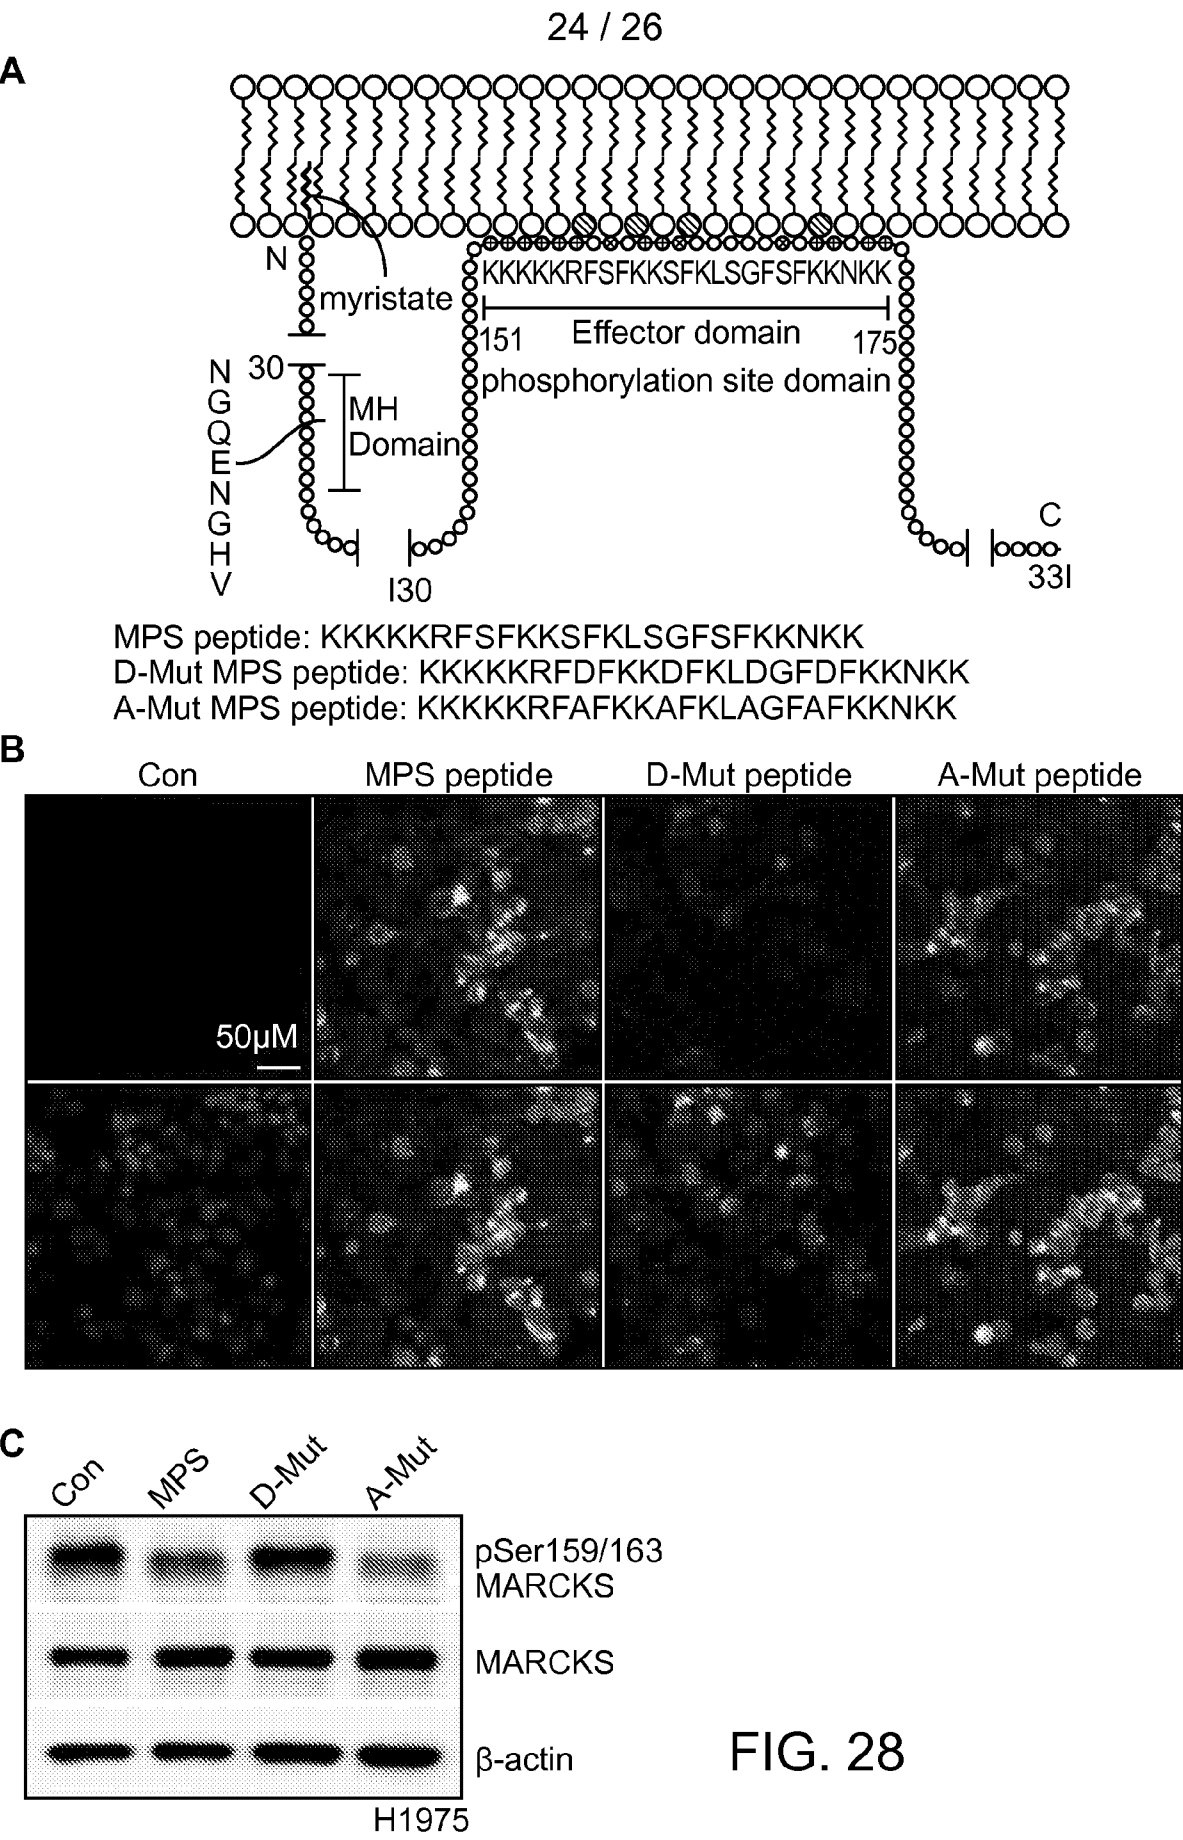 24 / 26
A
N
myristate
KKKKKRFSFKKSFKLSGFSFKKNKK
151
Effector domain
175
phosphorylation site domain
30
MH
Domain
N
G
Q
E
N
G
H
V
I30
C
33I
MPS peptide: KKKKKRFSFKKSFKLSGFSFKKNKK
D-Mut MPS peptide: KKKKKRFDFKKDFKLDGFDFKKNKK
A-Mut MPS peptide: KKKKKRFAFKKAFKLAGFAFKKNKK
B
Con
MPS peptide
D-Mut peptide
A-Mut peptide
50µM
C
Con
MPS
D-Mut
A-Mut
pSer159/163
MARCKS
MARCKS
β-actin
H1975
FIG. 28